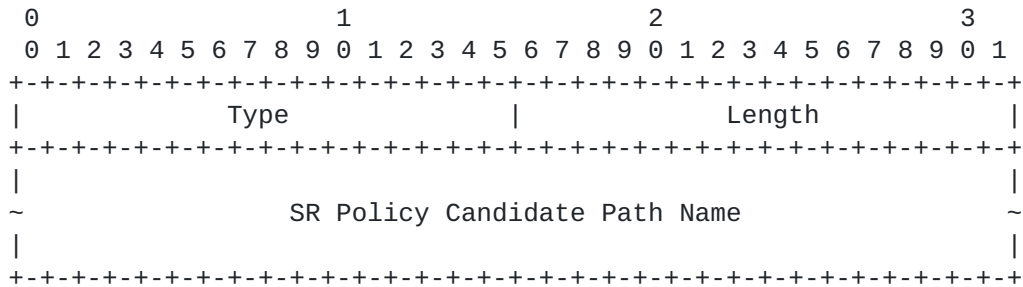 0                   1                   2                   3
 0 1 2 3 4 5 6 7 8 9 0 1 2 3 4 5 6 7 8 9 0 1 2 3 4 5 6 7 8 9 0 1
+-+-+-+-+-+-+-+-+-+-+-+-+-+-+-+-+-+-+-+-+-+-+-+-+-+-+-+-+-+-+-+-+
|             Type              |             Length            |
+-+-+-+-+-+-+-+-+-+-+-+-+-+-+-+-+-+-+-+-+-+-+-+-+-+-+-+-+-+-+-+-+
|                                                               |
~                 SR Policy Candidate Path Name                 ~
|                                                               |
+-+-+-+-+-+-+-+-+-+-+-+-+-+-+-+-+-+-+-+-+-+-+-+-+-+-+-+-+-+-+-+-+